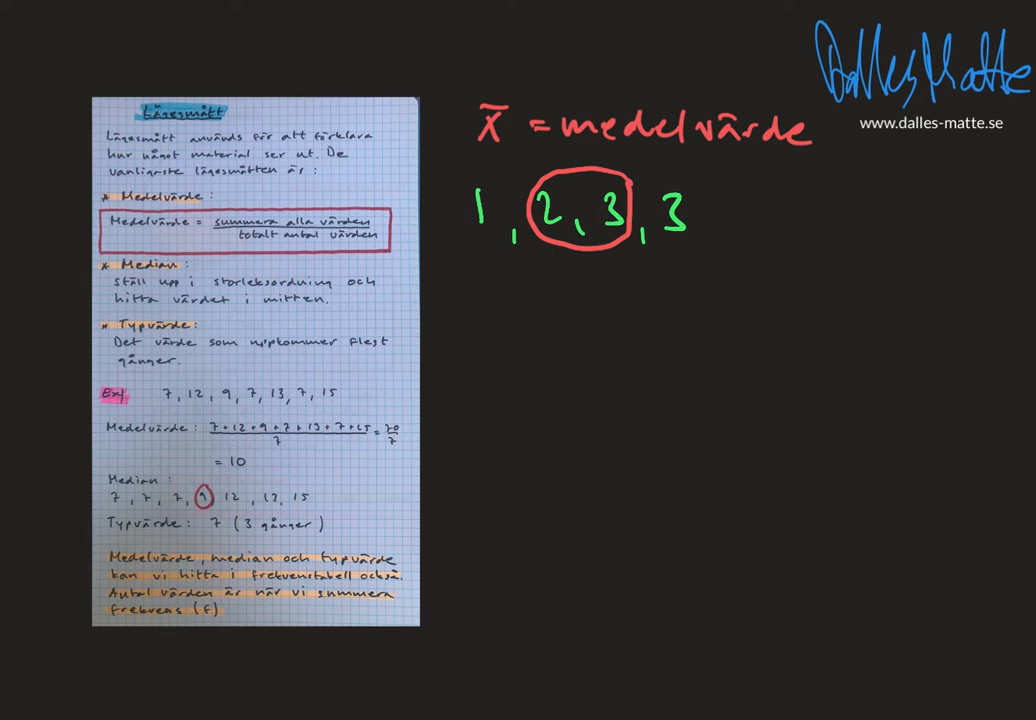 Dalles Matte
www.dalles-matte.se
x̄ = medelvärde
1, 2, 3, 3
Lägesmått
Lägesmått används för att förklara
hur något material ser ut. De
vanligaste lägesmåtten är:
* Medelvärde:
Medelvärde = summera alla värden
totalt antal värden
* Median:
Ställ upp i storleksordning och
hitta värdet i mitten.
* Typvärde:
Det värde som uppkommer flest
gånger.
Ex) 7, 12, 9, 7, 13, 7, 15
Medelvärde: 7+12+9+7+13+7+15 = 70
7 7
= 10
Median:
7, 7, 7, 9, 12, 13, 15
Typvärde: 7 (3 gånger)
Medelvärde, median och typvärde
kan vi hitta i frekvenstabell också.
Antal värden är när vi summera
frekvens (f)